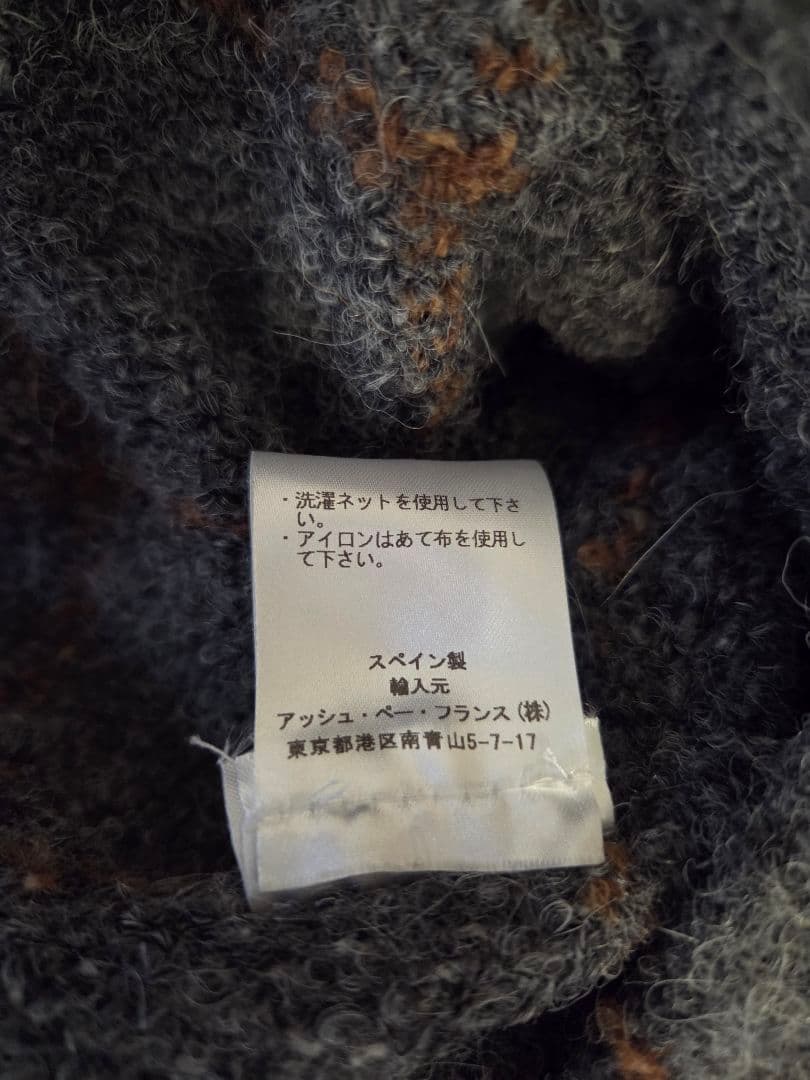 ・洗濯ネットを使用して下さ
い。
・アイロンはあて布を使用し
て下さい。
スペイン製
輸入元
アッシュ・ペー・フランス(株)
東京都港区南青山5-7-17